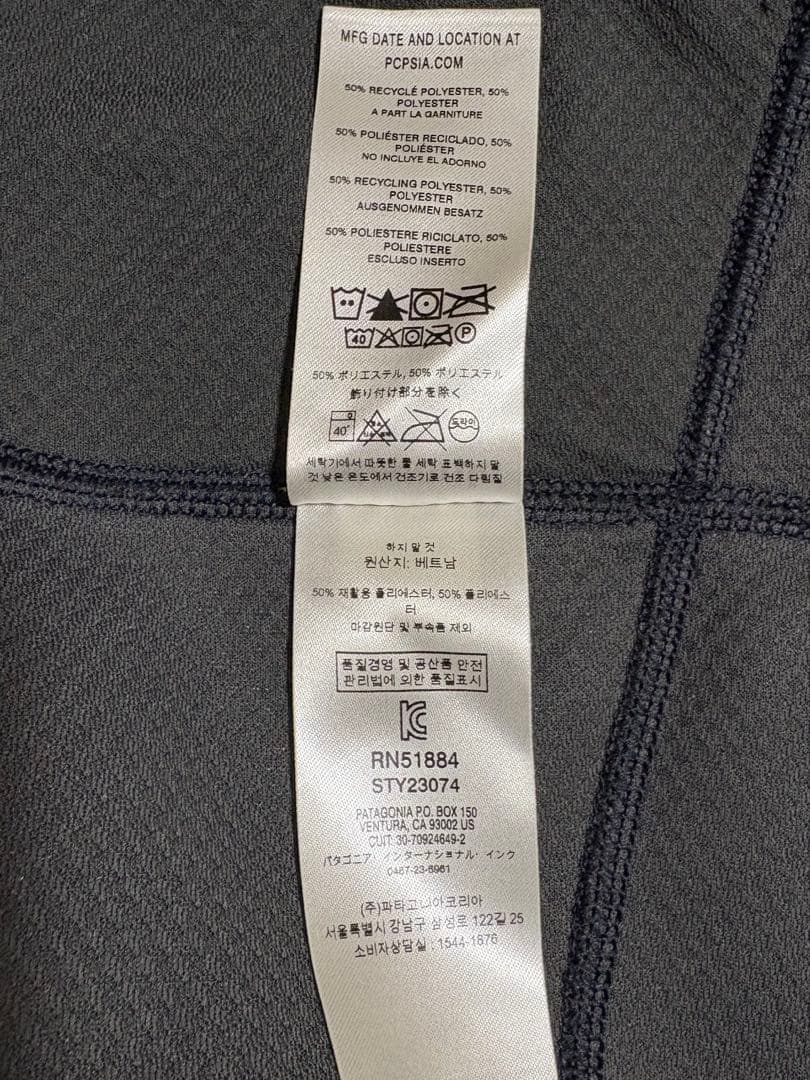 MFG DATE AND LOCATION AT
PCPSIA.COM
50% RECYCLÉ POLYESTER, 50%
POLYESTER
A PART LA GARNITURE
50% POLIÉSTER RECICLADO, 50%
POLIÉSTER
NO INCLUYE EL ADORNO
50% RECYCLING POLYESTER, 50%
POLYESTER
AUSGENOMMEN BESATZ
50% POLIESTERE RICICLATO, 50%
POLIESTERE
ESCLUSO INSERTO
40 P
50% ポリエステル, 50% ポリエステル
飾り付け部分を除く
40° 드라이
세탁기에서 따뜻한 물 세탁 표백하지 말
것 낮은 온도에서 건조기로 건조 다림질
하지 말 것
원산지: 베트남
50% 재활용 폴리에스터, 50% 폴리에스
터
마감원단 및 부속품 제외
품질경영 및 공산품 안전
관리법에 의한 품질표시
RN51884
STY23074
PATAGONIA P.O. BOX 150
VENTURA, CA 93002 US
CUIT: 30-70924649-2
パタゴニア・インターナショナル・インク
0467-23-8961
(주)파타고니아코리아
서울특별시 강남구 삼성로 122길 25
소비자상담실 : 1544-1876